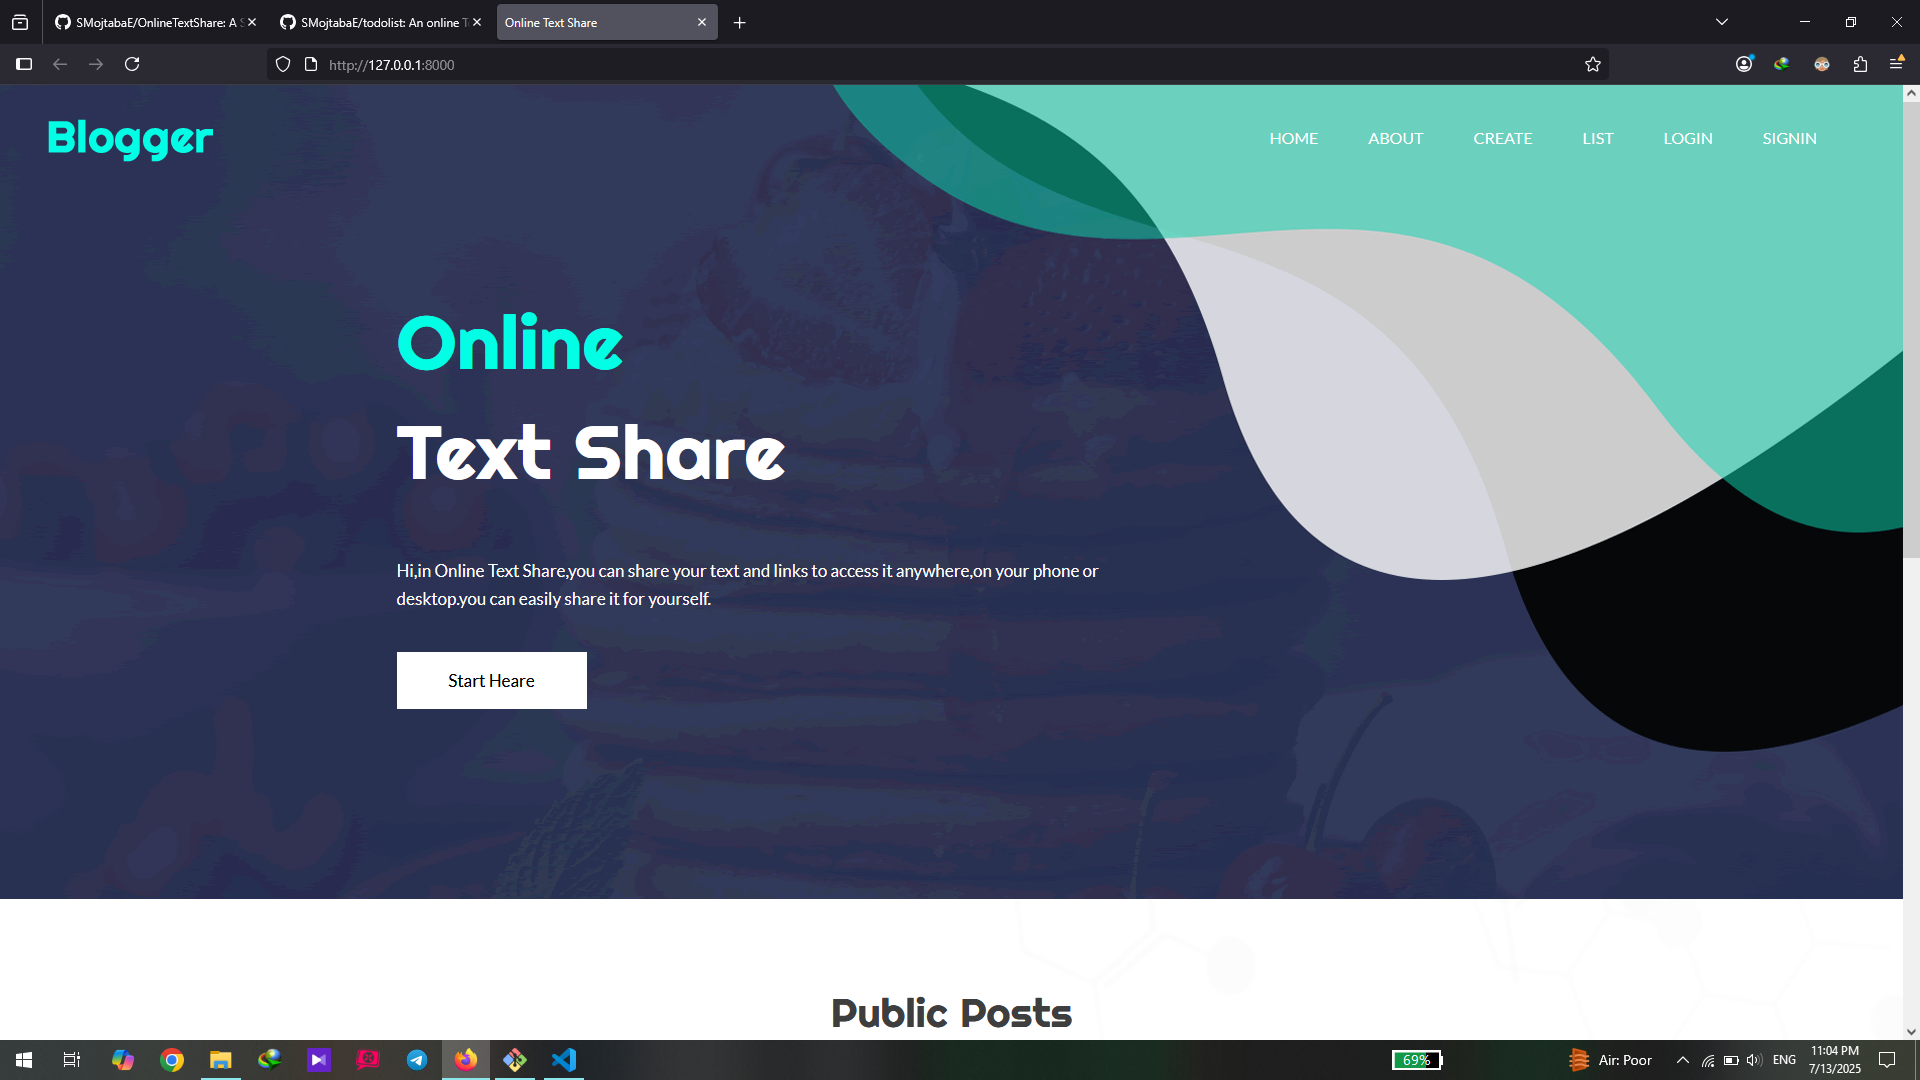 SMojtabaE/OnlineTextShare: A S
SMojtabaE/todolist: An online T
Online Text Share
http://127.0.0.1:8000
Blogger
HOME
ABOUT
CREATE
LIST
LOGIN
SIGNIN
Online
Text Share
Hi,in Online Text Share,you can share your text and links to access it anywhere,on your phone or
desktop.you can easily share it for yourself.
Start Heare
Public Posts
69%
Air: Poor
ENG
11:04 PM
7/13/2025